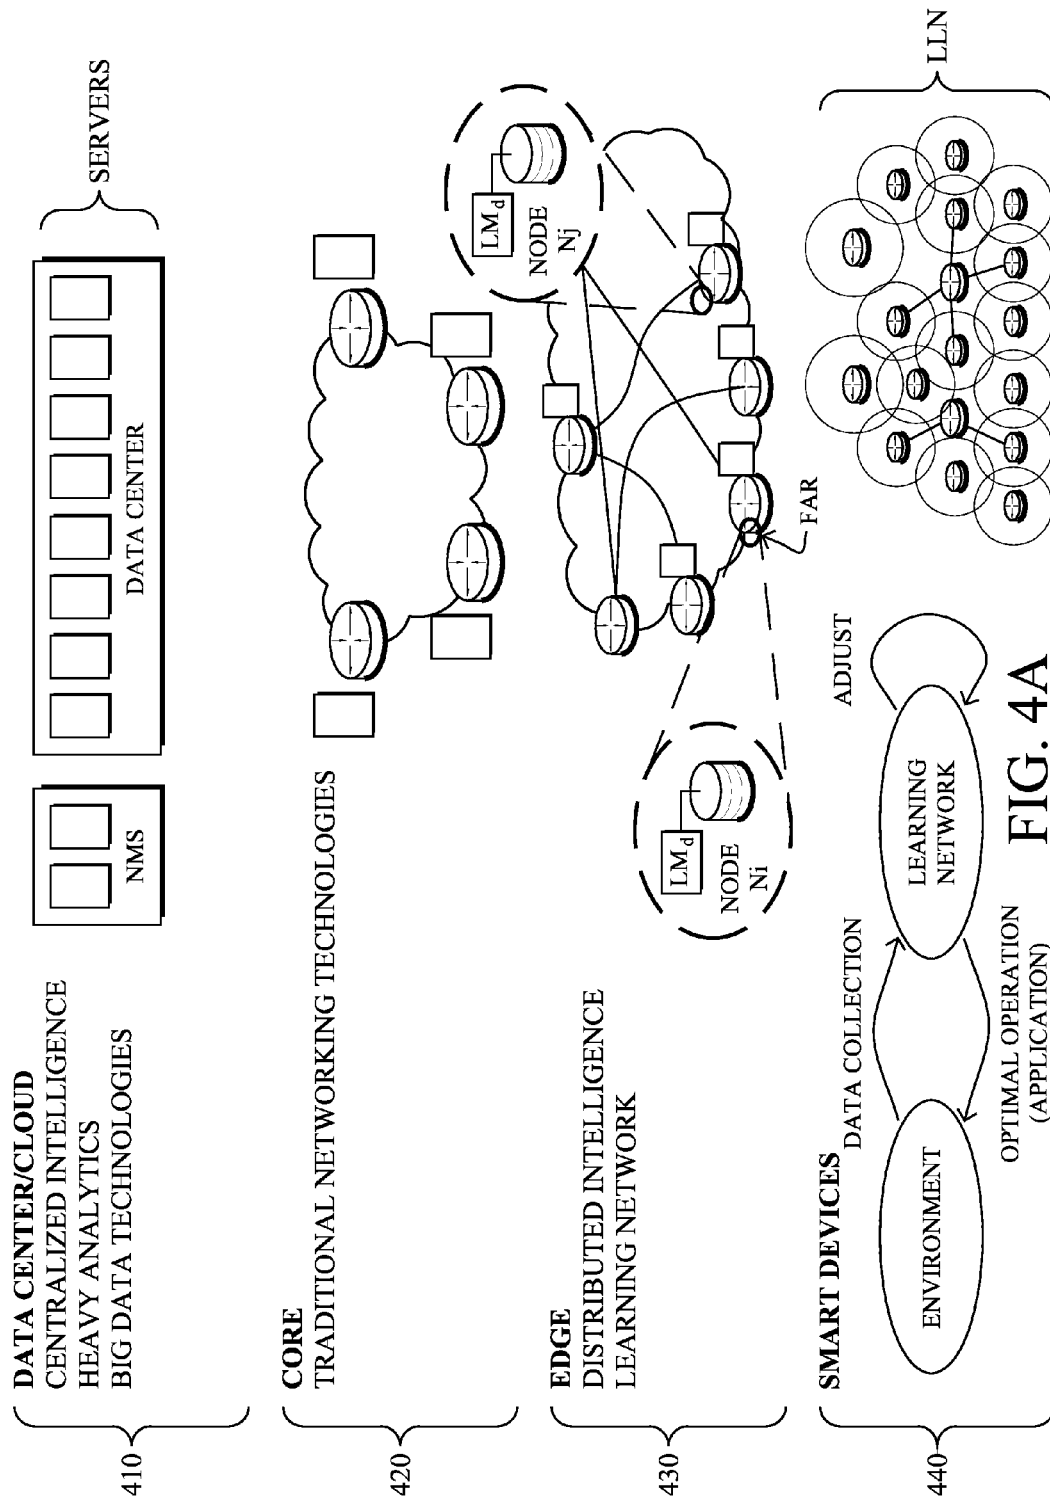 410
DATA CENTER/CLOUD
CENTRALIZED INTELLIGENCE
HEAVY ANALYTICS
BIG DATA TECHNOLOGIES
NMS
DATA CENTER
SERVERS
420
CORE
TRADITIONAL NETWORKING TECHNOLOGIES
430
EDGE
DISTRIBUTED INTELLIGENCE
LEARNING NETWORK
LMd
NODE
Ni
LMd
NODE
Nj
FAR
440
SMART DEVICES
ENVIRONMENT
DATA COLLECTION
OPTIMAL OPERATION
(APPLICATION)
LEARNING
NETWORK
ADJUST
LLN
FIG. 4A